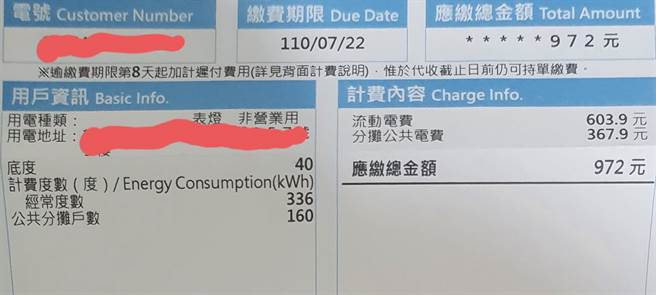 電號 Customer Number
繳費期限 Due Date
110/07/22
應繳總金額 Total Amount
*****972元
※逾繳費期限第8天起加計遲付費用(詳見背面計費說明)，惟於代收截止日前仍可持單繳費。
用戶資訊 Basic Info.
用電種類： 表燈 非營業用
用電地址：
底度 40
計費度數(度)/Energy Consumption(kWh)
經常度數 336
公共分攤戶數 160
計費內容 Charge Info.
流動電費 603.9元
分攤公共電費 367.9元
應繳總金額 972元